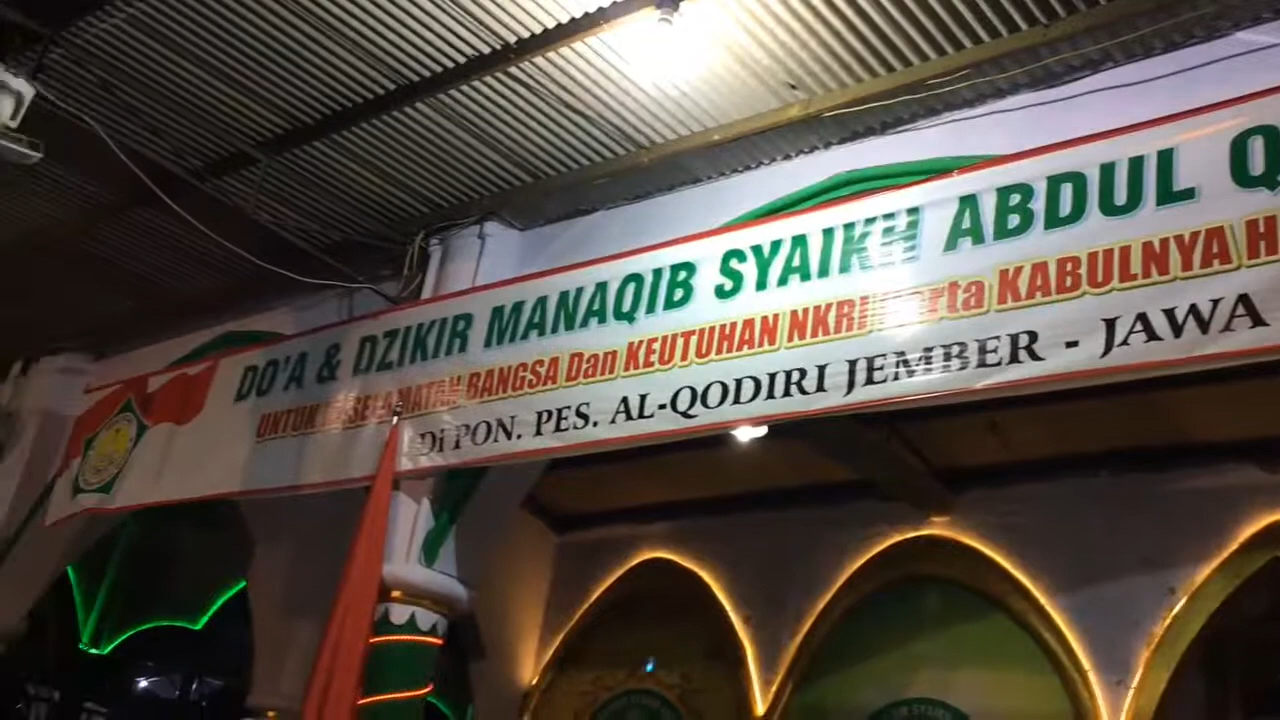 DO'A & DZIKIR MANAQIB SYAIKH ABDUL Q
UNTUK KESELAMATAN BANGSA Dan KEUTUHAN NKRI Serta KABULNYA H
Di PON. PES. AL-QODIRI JEMBER - JAWA